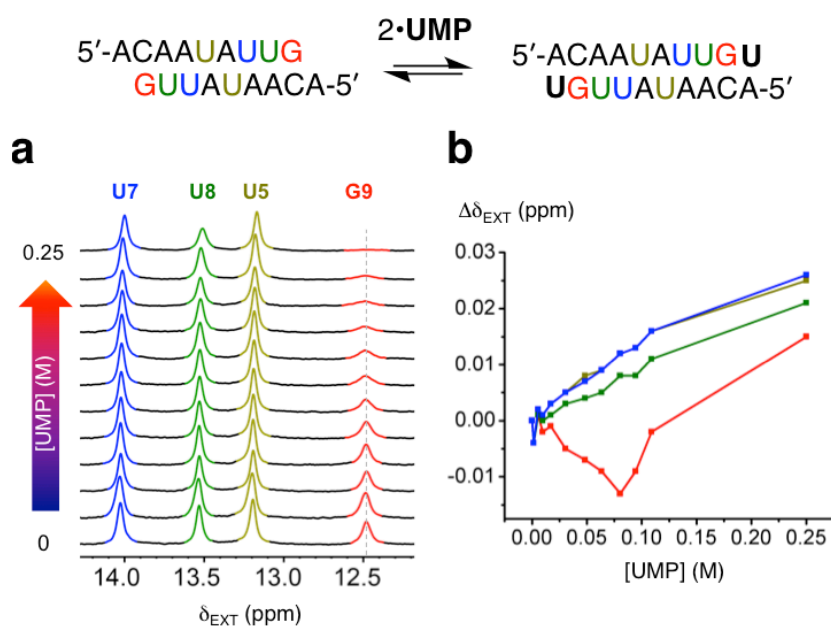 2•UMP
5′-ACAAUAUUG
GUUAUAACA-5′
5′-ACAAUAUUGU
UGUUAUAACA-5′
a
U7 U8 U5 G9
0.25
[UMP] (M)
0
14.0 13.5 13.0 12.5
δEXT (ppm)
b
ΔδEXT (ppm)
0.03
0.02
0.01
0.00
-0.01
0.00 0.05 0.10 0.15 0.20 0.25
[UMP] (M)